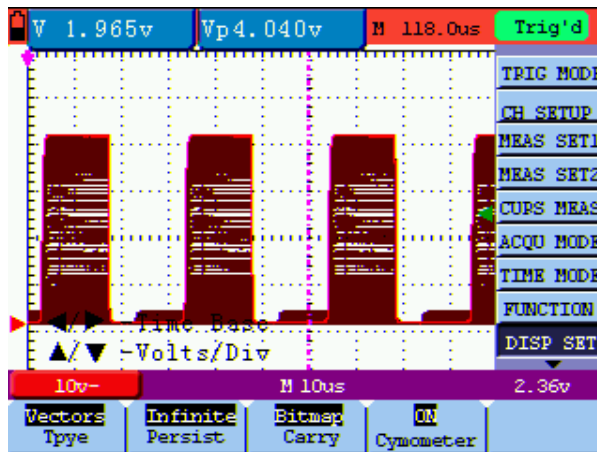 V 1.965v Vp4.040v M 118.0us Trig'd
TRIG MODE
CH SETUP
MEAS SET1
MEAS SET2
CURS MEAS
ACQU MODE
TIME MODE
FUNCTION
DISP SET
◀/▶ -Time Base
▲/▼ -Volts/Div
10v- M 10us 2.36v
Vectors Infinite Bitmap ON
Tpye Persist Carry Cymometer